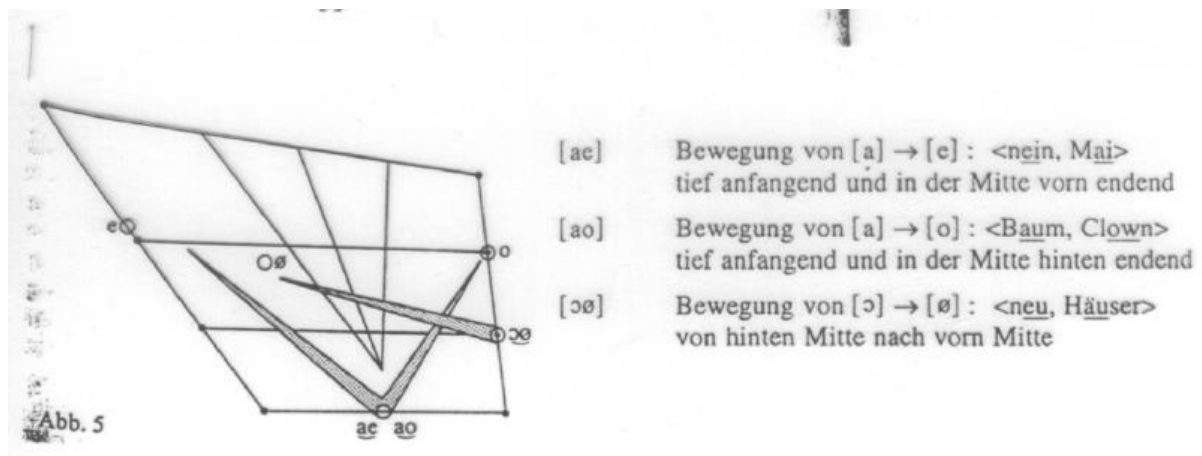 [ae] Bewegung von [a] → [e] : <nein, Mai>
tief anfangend und in der Mitte vorn endend
[ao] Bewegung von [a] → [o] : <Baum, Clown>
tief anfangend und in der Mitte hinten endend
[ɔø] Bewegung von [ɔ] → [ø] : <neu, Häuser>
von hinten Mitte nach vorn Mitte
e
o
ø
ɔø
ae ao
Abb. 5